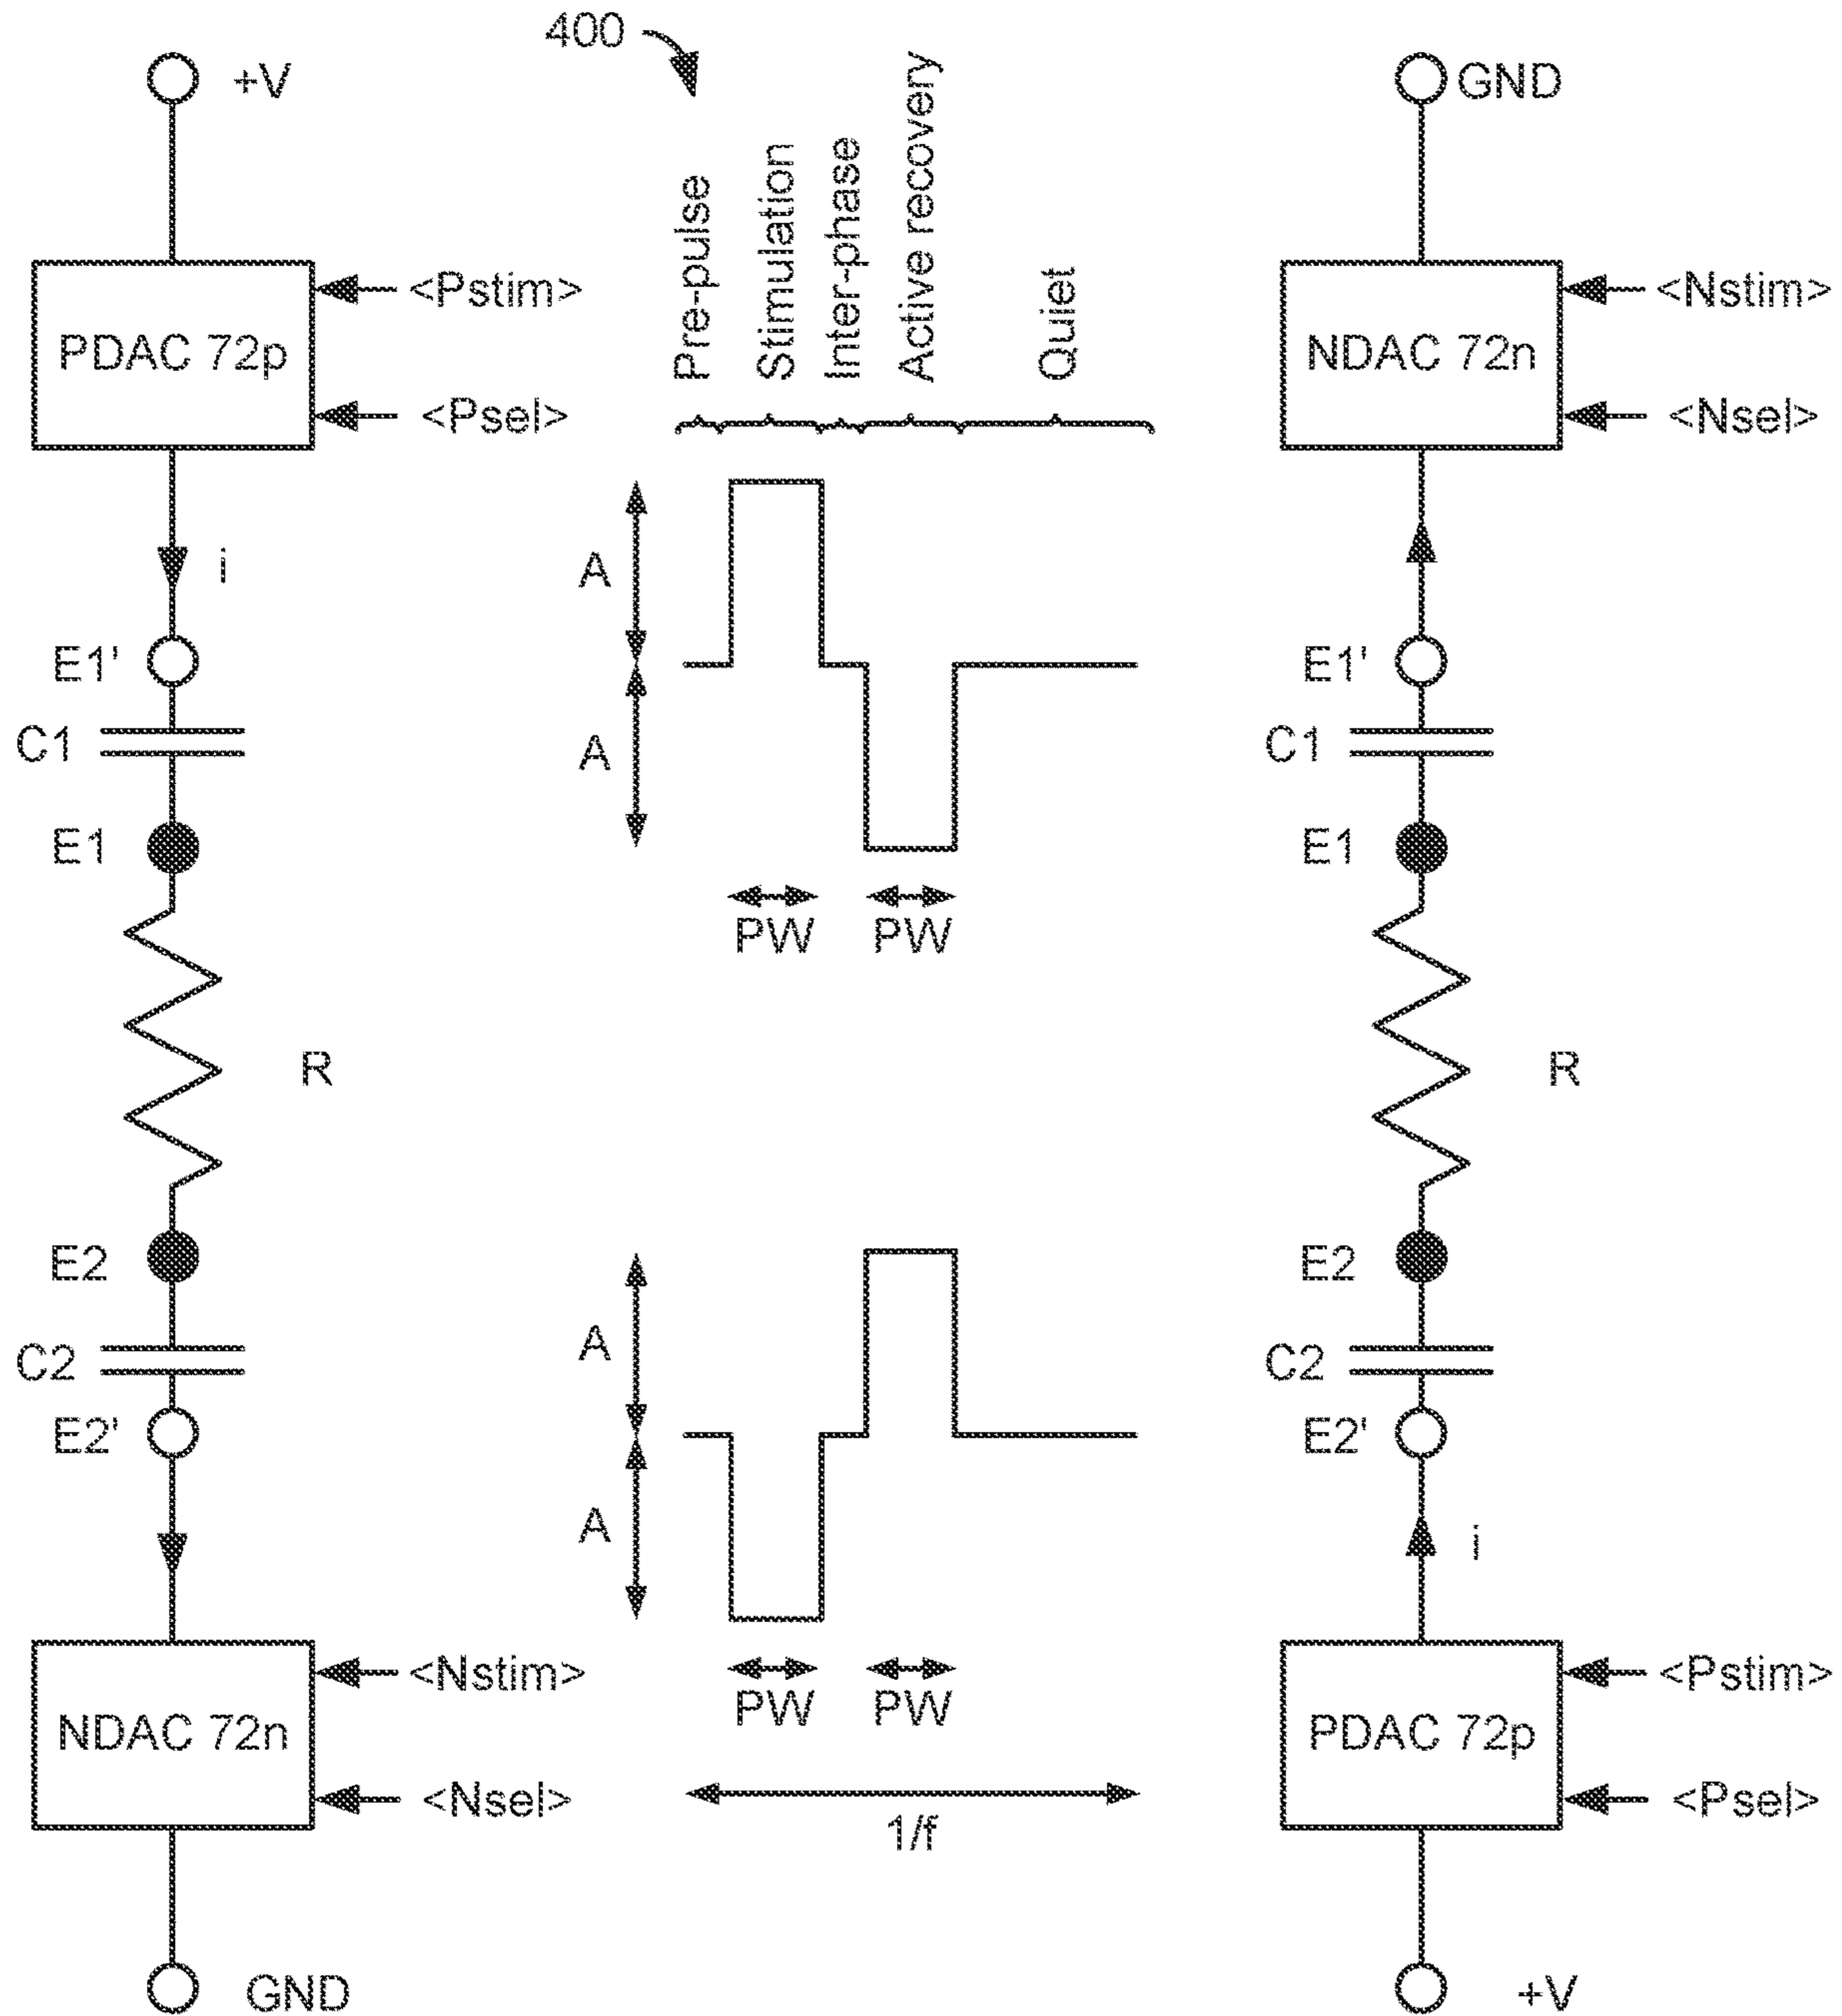 400
+V
PDAC 72p
<Pstim>
<Psel>
i
E1'
C1
E1
R
E2
C2
E2'
NDAC 72n
<Nstim>
<Nsel>
GND
Pre-pulse
Stimulation
Inter-phase
Active recovery
Quiet
A
A
PW
PW
A
A
PW
PW
1/f
GND
NDAC 72n
<Nstim>
<Nsel>
E1'
C1
E1
R
E2
C2
E2'
i
PDAC 72p
<Pstim>
<Psel>
+V